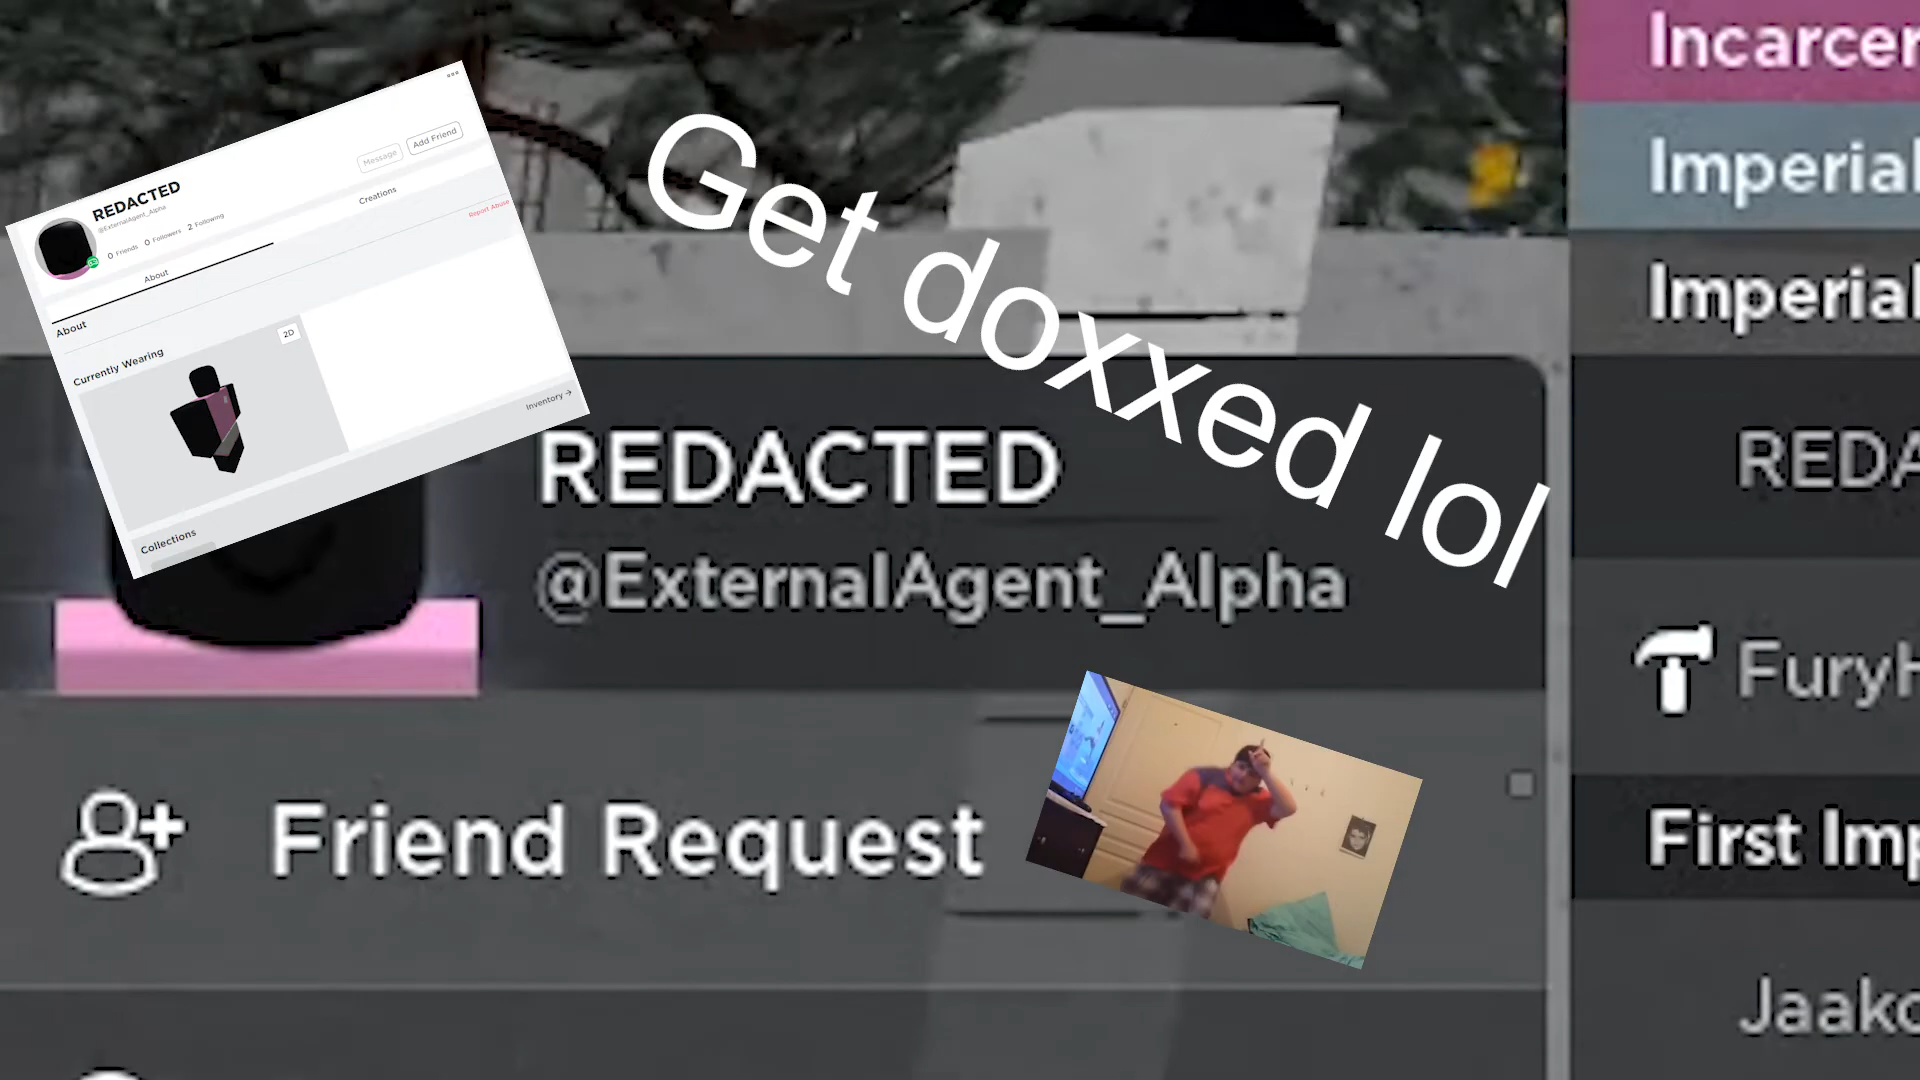 Message
Add Friend
REDACTED
@ExternalAgent_Alpha
0 Friends 0 Followers 2 Following
About
Creations
Report Abuse
About
Currently Wearing
2D
Inventory →
Collections
Get doxxed lol
REDACTED
@ExternalAgent_Alpha
Friend Request
Incarcer
Imperial
Imperial
REDA
FuryH
First Imp
Jaako